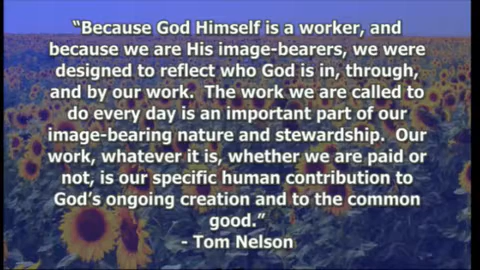 “Because God Himself is a worker, and
because we are His image-bearers, we were
designed to reflect who God is in, through,
and by our work.  The work we are called to
do every day is an important part of our
image-bearing nature and stewardship.  Our
work, whatever it is, whether we are paid or
not, is our specific human contribution to
God’s ongoing creation and to the common
good.”
- Tom Nelson